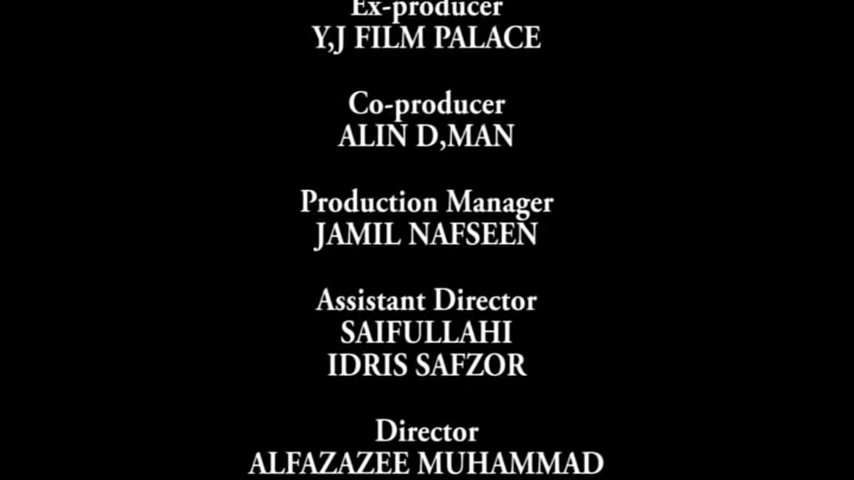 Ex-producer
Y,J FILM PALACE
Co-producer
ALIN D,MAN
Production Manager
JAMIL NAFSEEN
Assistant Director
SAIFULLAHI
IDRIS SAFZOR
Director
ALFAZAZEE MUHAMMAD